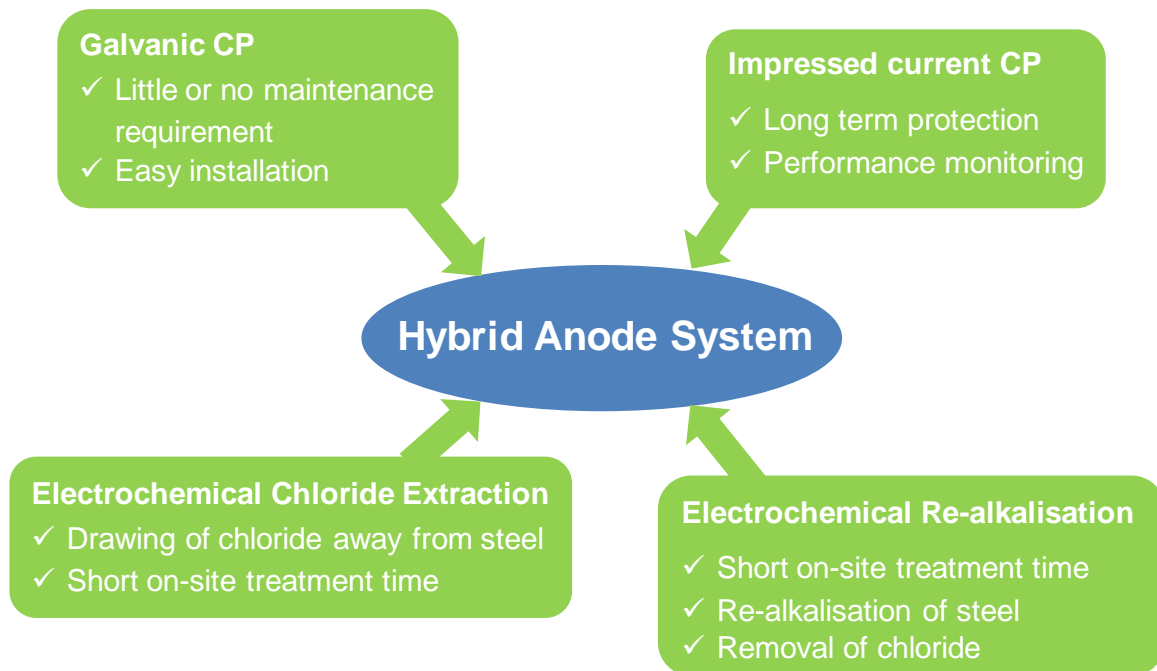 Galvanic CP
✓ Little or no maintenance
requirement
✓ Easy installation
Impressed current CP
✓ Long term protection
✓ Performance monitoring
Hybrid Anode System
Electrochemical Chloride Extraction
✓ Drawing of chloride away from steel
✓ Short on-site treatment time
Electrochemical Re-alkalisation
✓ Short on-site treatment time
✓ Re-alkalisation of steel
✓ Removal of chloride